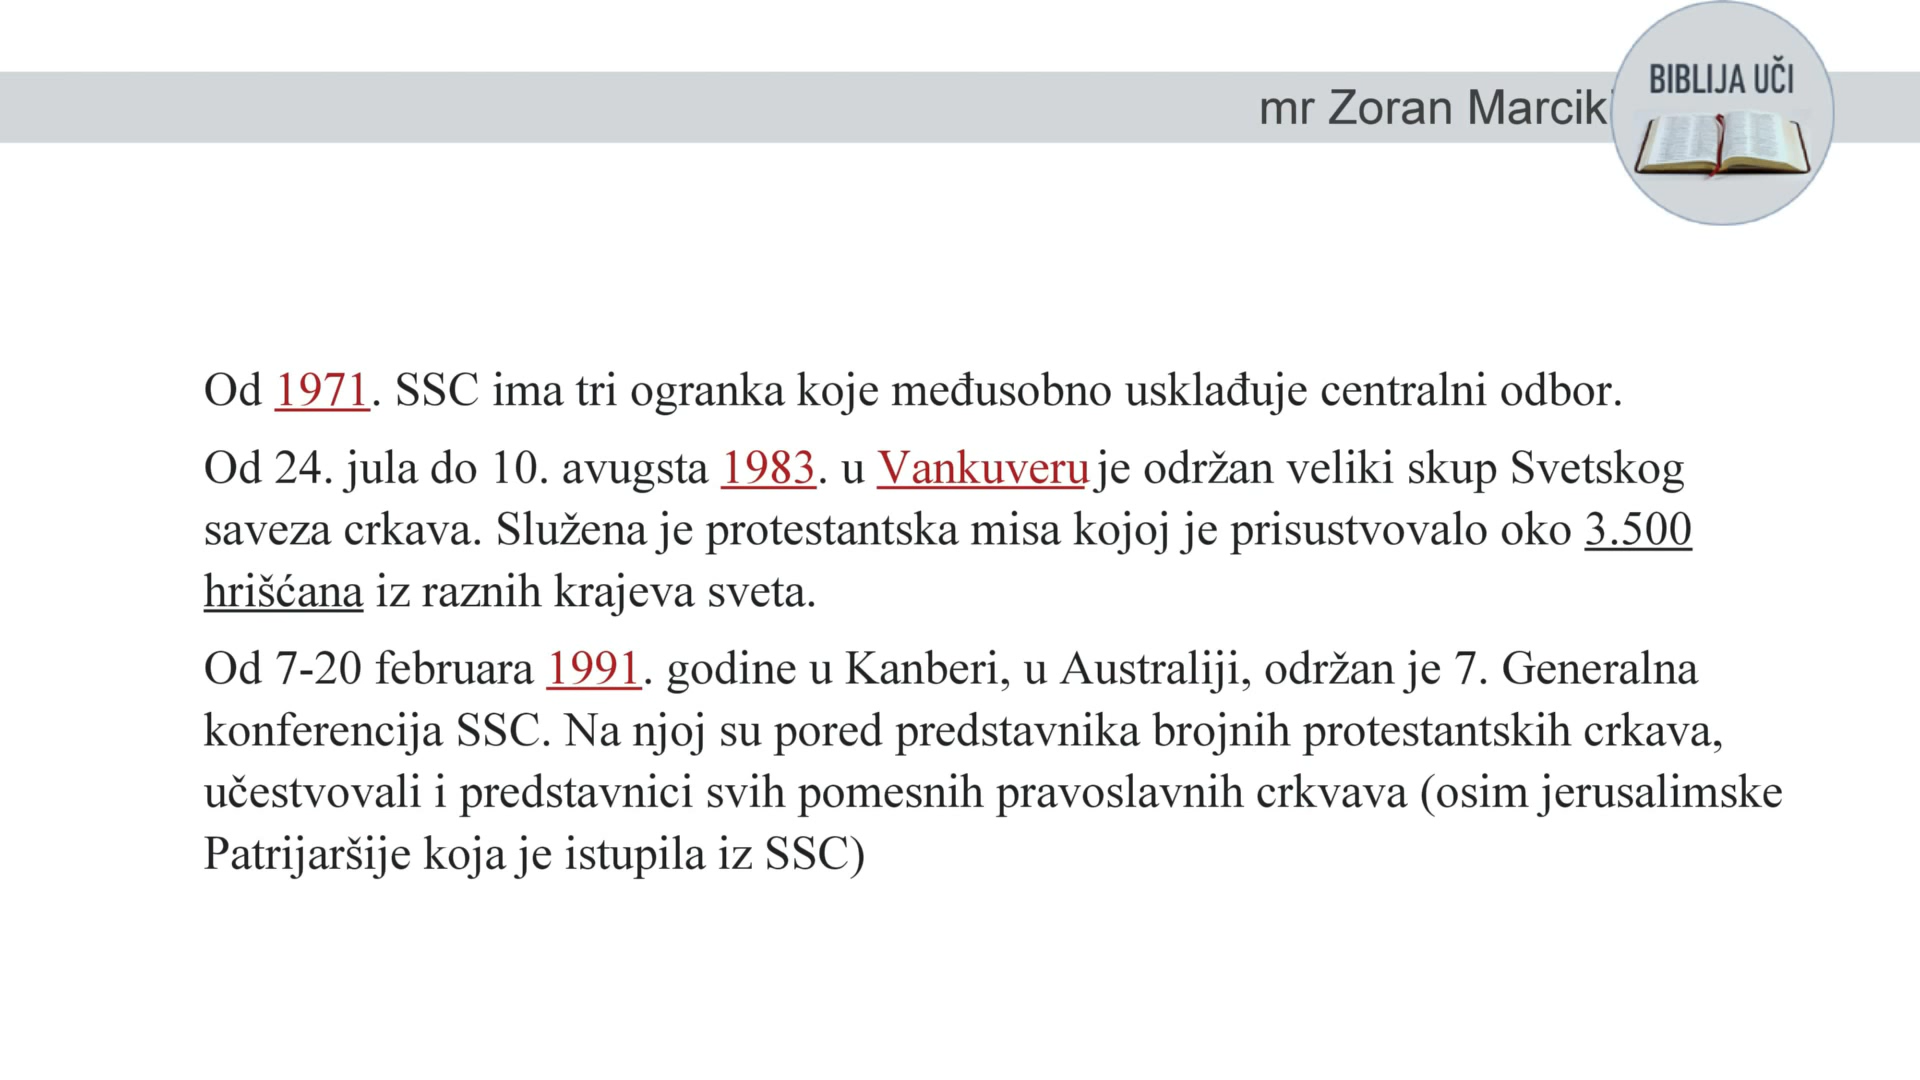 BIBLIJA UČI
mr Zoran
Od 1971. SSC ima tri ogranka koje međusobno usklađuje centralni odbor.
Od 24. jula do 10. avugsta 1983. u Vankuveru je održan veliki skup Svetskog
saveza crkava. Služena je protestantska misa kojoj je prisustvovalo oko 3.500
hrišćana iz raznih krajeva sveta.
Od 7-20 februara 1991. godine u Kanberi, u Australiji, održan je 7. Generalna
konferencija SSC. Na njoj su pored predstavnika brojnih protestantskih crkava,
učestvovali i predstavnici svih pomesnih pravoslavnih crkvava (osim jerusalimske
Patrijaršije koja je istupila iz SSC)